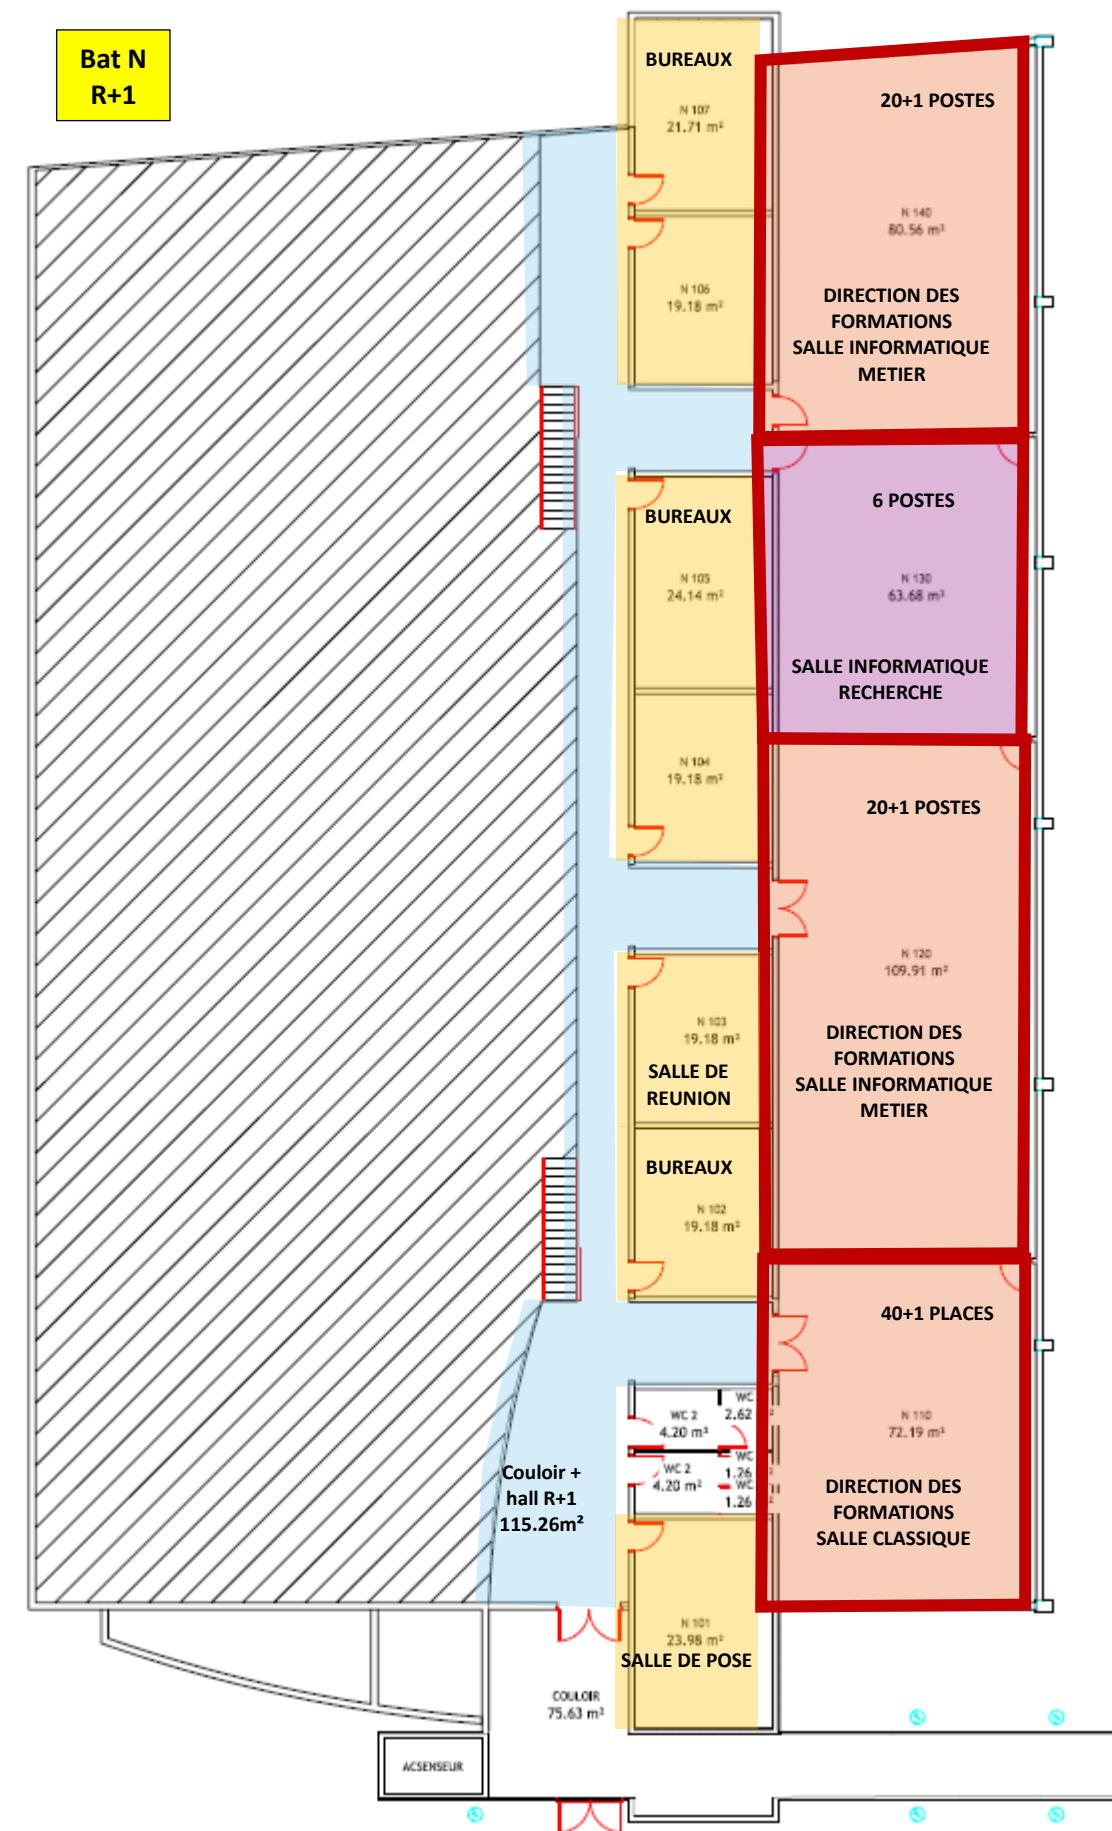 Bat N
R+1
BUREAUX
N 107
21.71 m²
20+1 POSTES
N 140
80.56 m²
N 106
19.18 m²
DIRECTION DES
FORMATIONS
SALLE INFORMATIQUE
METIER
BUREAUX
6 POSTES
N 105
24.14 m²
N 130
63.68 m²
SALLE INFORMATIQUE
RECHERCHE
N 104
19.18 m²
20+1 POSTES
N 120
109.91 m²
N 103
19.18 m²
SALLE DE
REUNION
DIRECTION DES
FORMATIONS
SALLE INFORMATIQUE
METIER
BUREAUX
N 102
19.18 m²
40+1 PLACES
WC
2.62 ²
WC 2
4.20 m²
N 110
72.19 m²
WC
1.26 ²
WC 2
4.20 m²
WC
1.26 ²
Couloir +
hall R+1
115.26m²
DIRECTION DES
FORMATIONS
SALLE CLASSIQUE
N 101
23.98 m²
SALLE DE POSE
COULOIR
75.63 m²
ACSENSEUR